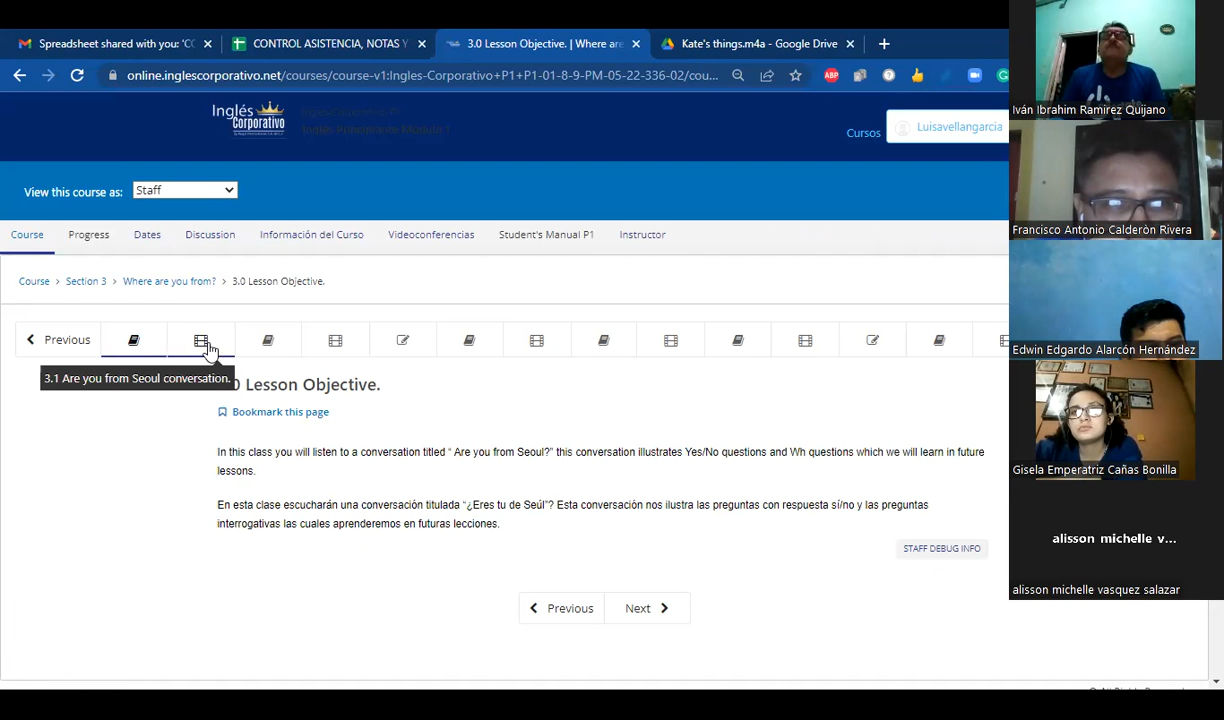 Spreadsheet shared with you: 'CC
CONTROL ASISTENCIA, NOTAS Y
3.0 Lesson Objective. | Where are
Kate's things.m4a - Google Drive
online.inglescorporativo.net/courses/course-v1:Ingles-Corporativo+P1+P1-01-8-9-PM-05-22-336-02/cou...
ABP
Inglés
Corporativo
Cursos
Luisavellangarcia
View this course as:
Staff
Course
Progress
Dates
Discussion
Información del Curso
Videoconferencias
Student's Manual P1
Instructor
Course > Section 3 > Where are you from? > 3.0 Lesson Objective.
Previous
3.1 Are you from Seoul conversation.
0 Lesson Objective.
Bookmark this page
In this class you will listen to a conversation titled “ Are you from Seoul?” this conversation illustrates Yes/No questions and Wh questions which we will learn in future
lessons.
En esta clase escucharán una conversación titulada “¿Eres tu de Seúl”? Esta conversación nos ilustra las preguntas con respuesta sí/no y las preguntas
interrogativas las cuales aprenderemos en futuras lecciones.
STAFF DEBUG INFO
Previous
Next
Iván Ibrahim Ramirez Quijano
Francisco Antonio Calderòn Rivera
Edwin Edgardo Alarcón Hernández
Gisela Emperatriz Cañas Bonilla
alisson michelle v...
alisson michelle vasquez salazar